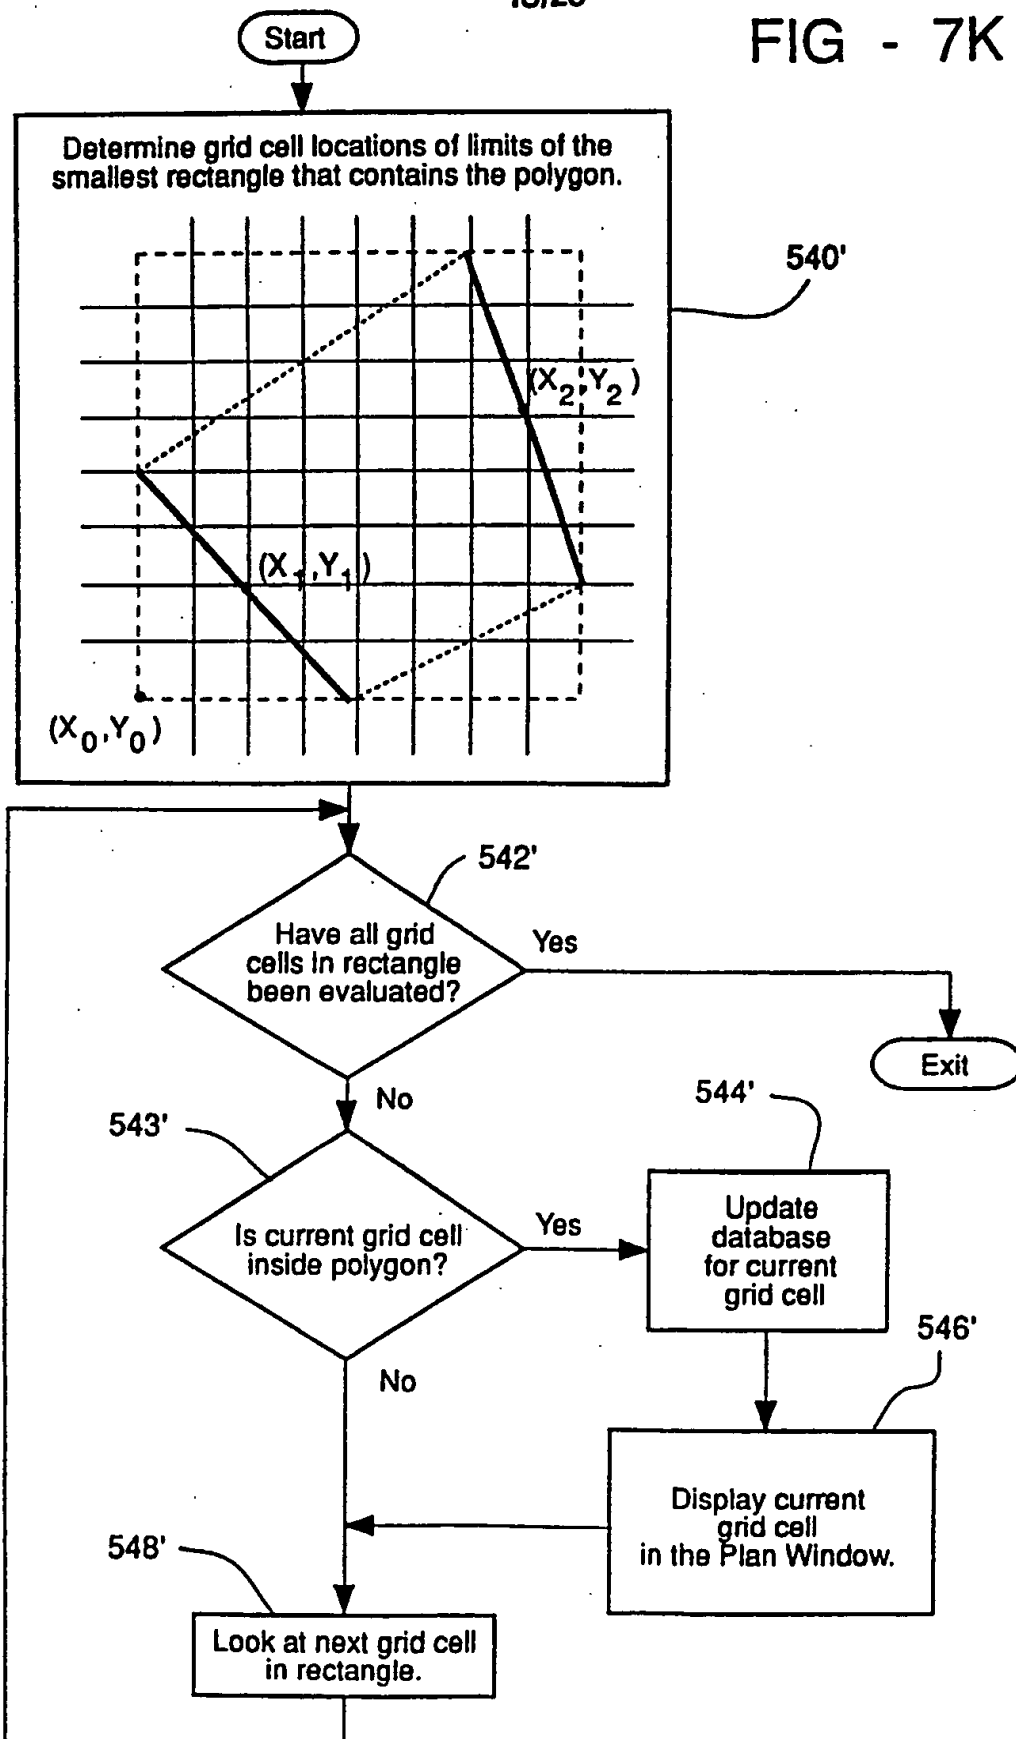 FIG - 7K
Start
Determine grid cell locations of limits of the
smallest rectangle that contains the polygon.
540'
(X2,Y2)
(X1,Y1)
(X0,Y0)
542'
Have all grid
cells in rectangle
been evaluated?
Yes
Exit
No
543'
544'
Is current grid cell
inside polygon?
Yes
Update
database
for current
grid cell
546'
No
Display current
grid cell
in the Plan Window.
548'
Look at next grid cell
in rectangle.